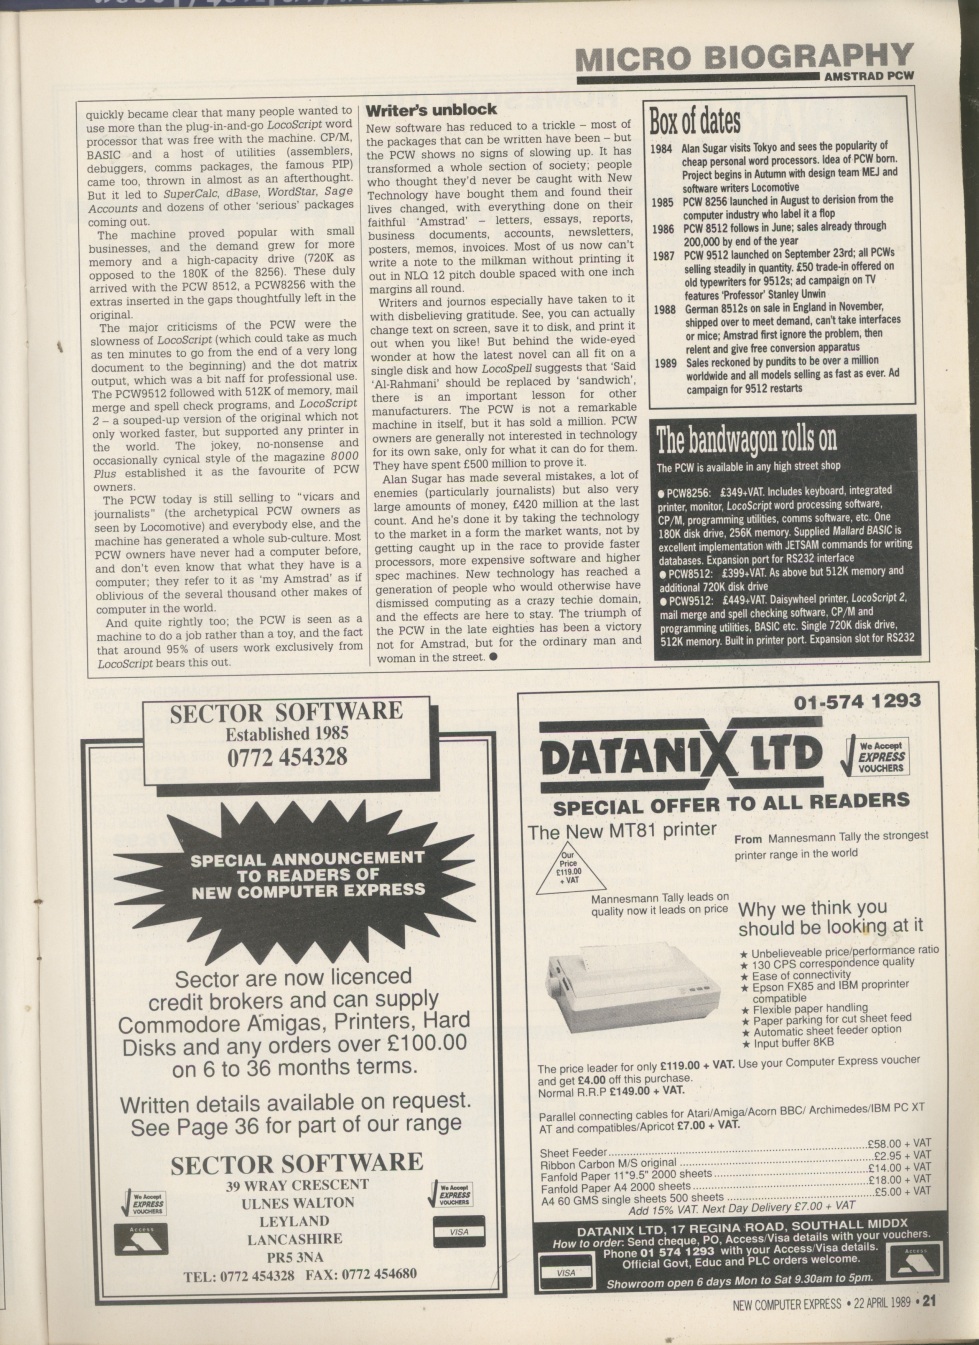 MICRO BIOGRAPHY
AMSTRAD PCW
quickly became clear that many people wanted to
use more than the plug-in-and-go LocoScript word
processor that was free with the machine. CP/M,
BASIC and a host of utilities (assemblers,
debuggers, comms packages, the famous PIP)
came too, thrown in almost as an afterthought.
But it led to SuperCalc, dBase, WordStar, Sage
Accounts and dozens of other 'serious' packages
coming out.
The machine proved popular with small
businesses, and the demand grew for more
memory and a high-capacity drive (720K as
opposed to the 180K of the 8256). These duly
arrived with the PCW 8512, a PCW8256 with the
extras inserted in the gaps thoughtfully left in the
original.
The major criticisms of the PCW were the
slowness of LocoScript (which could take as much
as ten minutes to go from the end of a very long
document to the beginning) and the dot matrix
output, which was a bit naff for professional use.
The PCW9512 followed with 512K of memory, mail
merge and spell check programs, and LocoScript
2 – a souped-up version of the original which not
only worked faster, but supported any printer in
the world. The jokey, no-nonsense and
occasionally cynical style of the magazine 8000
Plus established it as the favourite of PCW
owners.
The PCW today is still selling to "vicars and
journalists" (the archetypical PCW owners as
seen by Locomotive) and everybody else, and the
machine has generated a whole sub-culture. Most
PCW owners have never had a computer before,
and don't even know that what they have is a
computer; they refer to it as 'my Amstrad' as if
oblivious of the several thousand other makes of
computer in the world.
And quite rightly too; the PCW is seen as a
machine to do a job rather than a toy, and the fact
that around 95% of users work exclusively from
LocoScript bears this out.
Writer's unblock
New software has reduced to a trickle – most of
the packages that can be written have been – but
the PCW shows no signs of slowing up. It has
transformed a whole section of society; people
who thought they'd never be caught with New
Technology have bought them and found their
lives changed, with everything done on their
faithful 'Amstrad' – letters, essays, reports,
business documents, accounts, newsletters,
posters, memos, invoices. Most of us now can't
write a note to the milkman without printing it
out in NLQ 12 pitch double spaced with one inch
margins all round.
Writers and journos especially have taken to it
with disbelieving gratitude. See, you can actually
change text on screen, save it to disk, and print it
out when you like! But behind the wide-eyed
wonder at how the latest novel can all fit on a
single disk and how LocoSpell suggests that 'Said
'Al-Rahmani' should be replaced by 'sandwich',
there is an important lesson for other
manufacturers. The PCW is not a remarkable
machine in itself, but it has sold a million. PCW
owners are generally not interested in technology
for its own sake, only for what it can do for them.
They have spent £500 million to prove it.
Alan Sugar has made several mistakes, a lot of
enemies (particularly journalists) but also very
large amounts of money, £420 million at the last
count. And he's done it by taking the technology
to the market in a form the market wants, not by
getting caught up in the race to provide faster
processors, more expensive software and higher
spec machines. New technology has reached a
generation of people who would otherwise have
dismissed computing as a crazy techie domain,
and the effects are here to stay. The triumph of
the PCW in the late eighties has been a victory
not for Amstrad, but for the ordinary man and
woman in the street. ●
Box of dates
1984 Alan Sugar visits Tokyo and sees the popularity of
cheap personal word processors. Idea of PCW born.
Project begins in Autumn with design team MEJ and
software writers Locomotive
1985 PCW 8256 launched in August to derision from the
computer industry who label it a flop
1986 PCW 8512 follows in June; sales already through
200,000 by end of the year
1987 PCW 9512 launched on September 23rd; all PCWs
selling steadily in quantity. £50 trade-in offered on
old typewriters for 9512s; ad campaign on TV
features 'Professor' Stanley Unwin
1988 German 8512s on sale in England in November,
shipped over to meet demand, can't take interfaces
or mice; Amstrad first ignore the problem, then
relent and give free conversion apparatus
1989 Sales reckoned by pundits to be over a million
worldwide and all models selling as fast as ever. Ad
campaign for 9512 restarts
The bandwagon rolls on
The PCW is available in any high street shop
● PCW8256: £349+VAT. Includes keyboard, integrated
printer, monitor, LocoScript word processing software,
CP/M, programming utilities, comms software, etc. One
180K disk drive, 256K memory. Supplied Mallard BASIC is
excellent implementation with JETSAM commands for writing
databases. Expansion port for RS232 interface
● PCW8512: £399+VAT. As above but 512K memory and
additional 720K disk drive
● PCW9512: £449+VAT. Daisywheel printer, LocoScript 2,
mail merge and spell checking software, CP/M and
programming utilities, BASIC etc. Single 720K disk drive,
512K memory. Built in printer port. Expansion slot for RS232
SECTOR SOFTWARE
Established 1985
0772 454328
SPECIAL ANNOUNCEMENT
TO READERS OF
NEW COMPUTER EXPRESS
Sector are now licenced
credit brokers and can supply
Commodore Amigas, Printers, Hard
Disks and any orders over £100.00
on 6 to 36 months terms.
Written details available on request.
See Page 36 for part of our range
SECTOR SOFTWARE
39 WRAY CRESCENT
ULNES WALTON
LEYLAND
LANCASHIRE
PR5 3NA
TEL: 0772 454328 FAX: 0772 454680
We Accept
EXPRESS
VOUCHERS
Access
We Accept
EXPRESS
VOUCHERS
VISA
01-574 1293
DATANIX LTD
We Accept
EXPRESS
VOUCHERS
SPECIAL OFFER TO ALL READERS
The New MT81 printer
Our
Price
£119.00
+ VAT
From Mannesmann Tally the strongest
printer range in the world
Mannesmann Tally leads on
quality now it leads on price
Why we think you
should be looking at it
★ Unbelieveable price/performance ratio
★ 130 CPS correspondence quality
★ Ease of connectivity
★ Epson FX85 and IBM proprinter
compatible
★ Flexible paper handling
★ Paper parking for cut sheet feed
★ Automatic sheet feeder option
★ Input buffer 8KB
The price leader for only £119.00 + VAT. Use your Computer Express voucher
and get £4.00 off this purchase.
Normal R.R.P £149.00 + VAT.
Parallel connecting cables for Atari/Amiga/Acorn BBC/ Archimedes/IBM PC XT
AT and compatibles/Apricot £7.00 + VAT.
Sheet Feeder....................£58.00 + VAT
Ribbon Carbon M/S original ....................£2.95 + VAT
Fanfold Paper 11"9.5" 2000 sheets....................£14.00 + VAT
Fanfold Paper A4 2000 sheets....................£18.00 + VAT
A4 60 GMS single sheets 500 sheets ....................£5.00 + VAT
Add 15% VAT. Next Day Delivery £7.00 + VAT
DATANIX LTD, 17 REGINA ROAD, SOUTHALL MIDDX
How to order: Send cheque, PO, Access/Visa details with your vouchers.
Phone 01 574 1293 with your Access/Visa details.
Official Govt, Educ and PLC orders welcome.
Showroom open 6 days Mon to Sat 9.30am to 5pm.
VISA
Access
NEW COMPUTER EXPRESS • 22 APRIL 1989 • 21